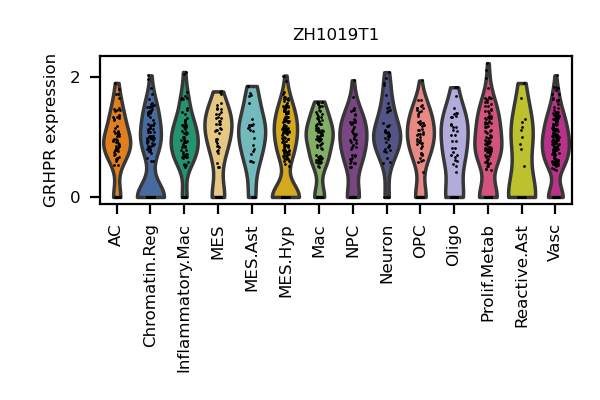 ZH1019T1
GRHPR expression
2
0
AC
Chromatin.Reg
Inflammatory.Mac
MES
MES.Ast
MES.Hyp
Mac
NPC
Neuron
OPC
Oligo
Prolif.Metab
Reactive.Ast
Vasc